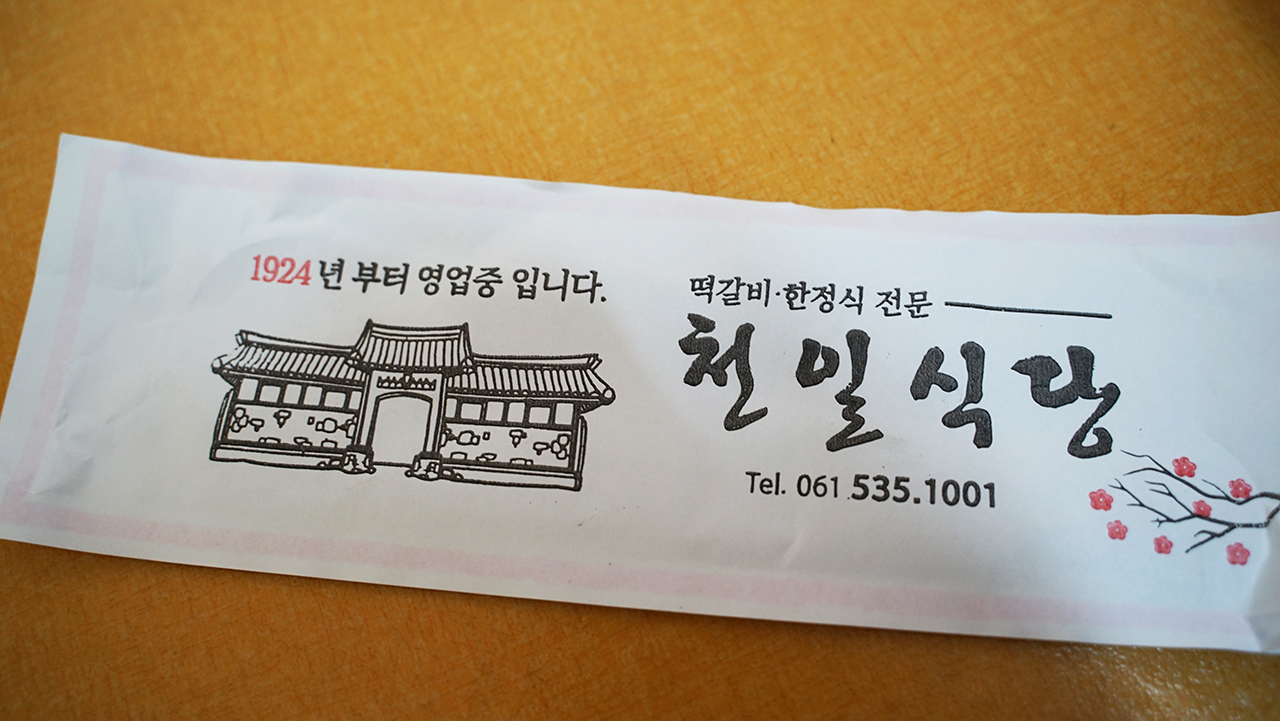 1924년 부터 영업중 입니다.
떡갈비·한정식 전문
천일식당
Tel. 061.535.1001